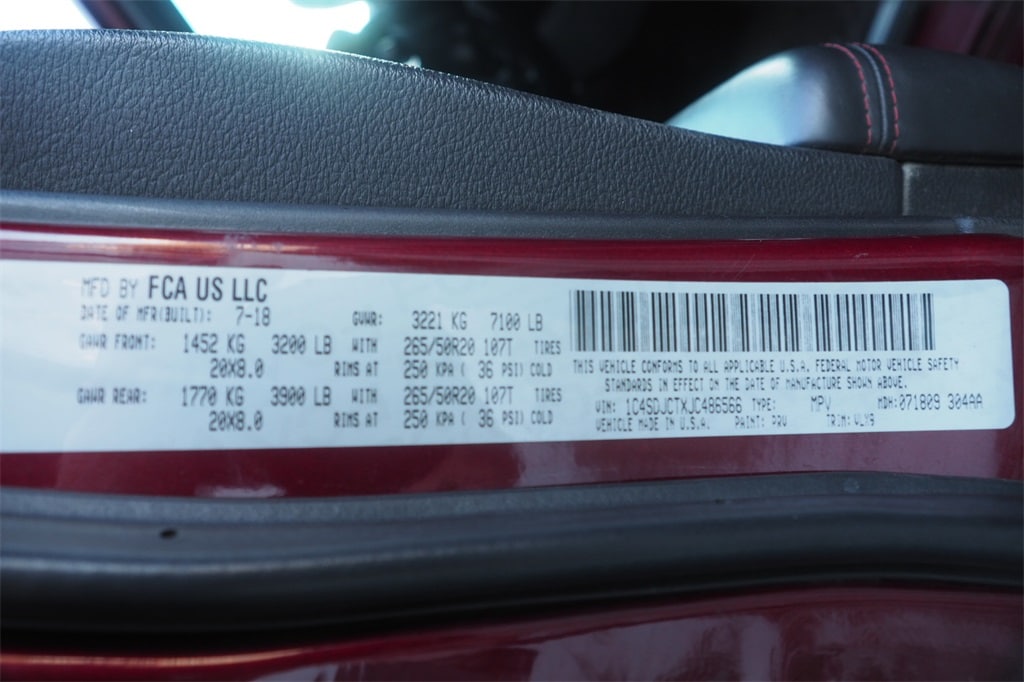 MFD BY FCA US LLC
DATE OF MFR(BUILT): 7-18 GVWR: 3221 KG 7100 LB
GAWR FRONT: 1452 KG 3200 LB WITH 265/50R20 107T TIRES
20X8.0 RIMS AT 250 KPA ( 36 PSI) COLD
GAWR REAR: 1770 KG 3900 LB WITH 265/50R20 107T TIRES
20X8.0 RIMS AT 250 KPA ( 36 PSI) COLD
THIS VEHICLE CONFORMS TO ALL APPLICABLE U.S.A. FEDERAL MOTOR VEHICLE SAFETY
STANDARDS IN EFFECT ON THE DATE OF MANUFACTURE SHOWN ABOVE.
VIN: 1C4SDJCTXJC486566 TYPE: MPV MDH:071809 304AA
VEHICLE MADE IN U.S.A. PAINT: PRV TRIM: VLX9